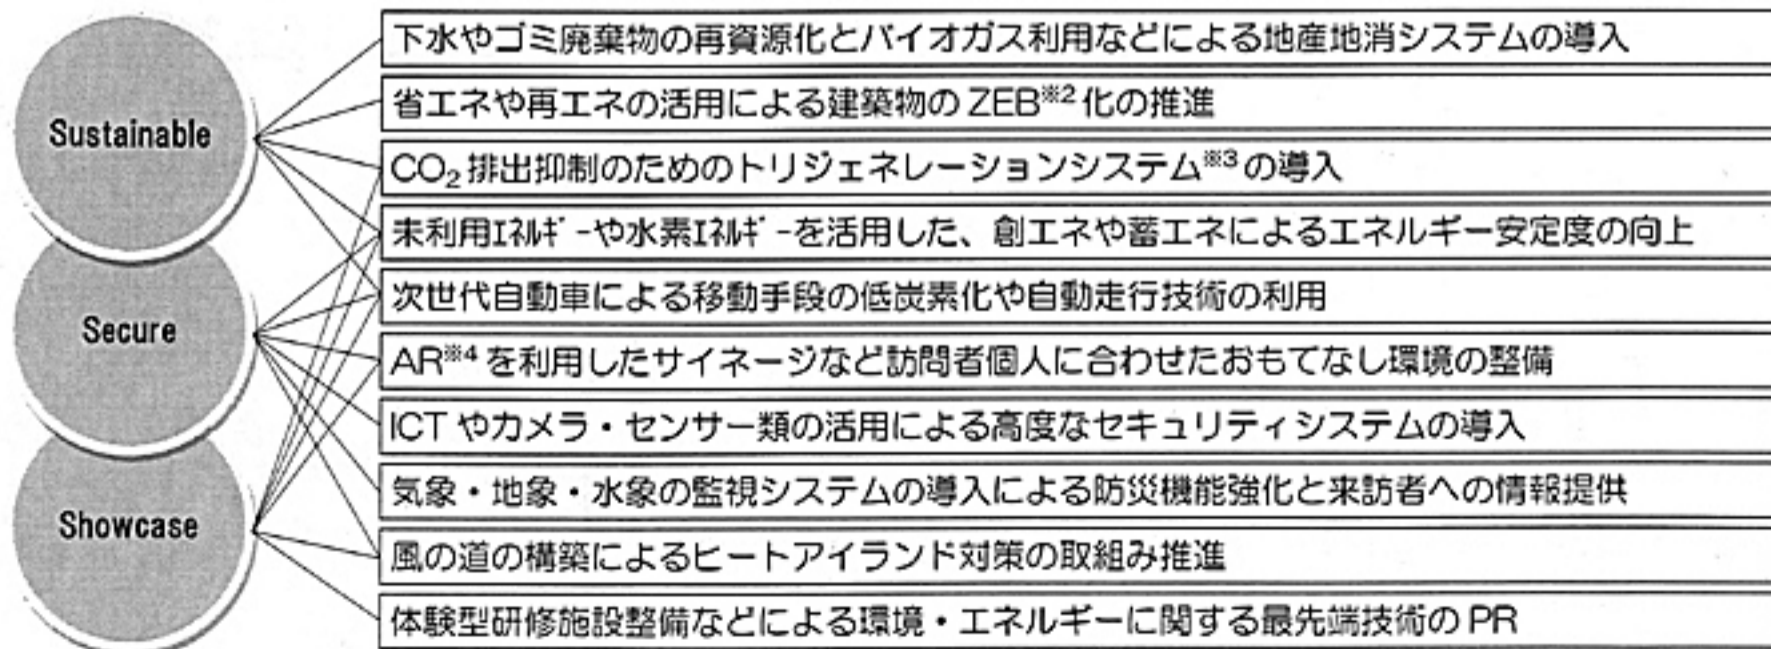 Sustainable
Secure
Showcase
下水やゴミ廃棄物の再資源化とバイオガス利用などによる地産地消システムの導入
省エネや再エネの活用による建築物のZEB※2化の推進
CO₂排出抑制のためのトリジェネレーションシステム※3の導入
未利用ｴﾈﾙｷﾞｰや水素ｴﾈﾙｷﾞｰを活用した、創エネや蓄エネによるエネルギー安定度の向上
次世代自動車による移動手段の低炭素化や自動走行技術の利用
AR※4を利用したサイネージなど訪問者個人に合わせたおもてなし環境の整備
ICTやカメラ・センサー類の活用による高度なセキュリティシステムの導入
気象・地象・水象の監視システムの導入による防災機能強化と来訪者への情報提供
風の道の構築によるヒートアイランド対策の取組み推進
体験型研修施設整備などによる環境・エネルギーに関する最先端技術のPR